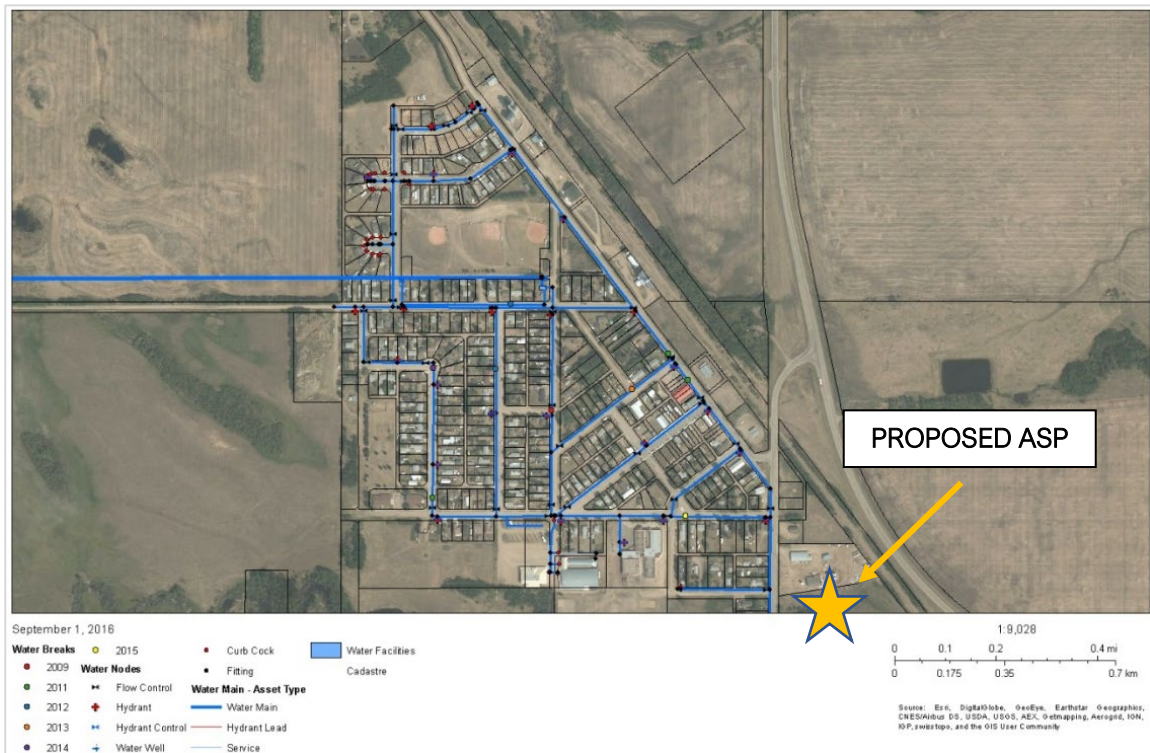 PROPOSED ASP
September 1, 2016
Water Breaks
2009
2011
2012
2013
2014
2015
Water Nodes
Flow Control
Hydrant
Hydrant Control
Water Well
Curb Cock
Fitting
Water Main - Asset Type
Water Main
Hydrant Lead
Service
Water Facilities
Cadastre
1:9,028
0 0.1 0.2 0.4 mi
0 0.175 0.35 0.7 km
Source: Esri, DigitalGlobe, GeoEye, Earthstar Geographics,
CNES/Airbus DS, USDA, USGS, AEX, Getmapping, Aerogrid, IGN,
IGP, swisstopo, and the GIS User Community